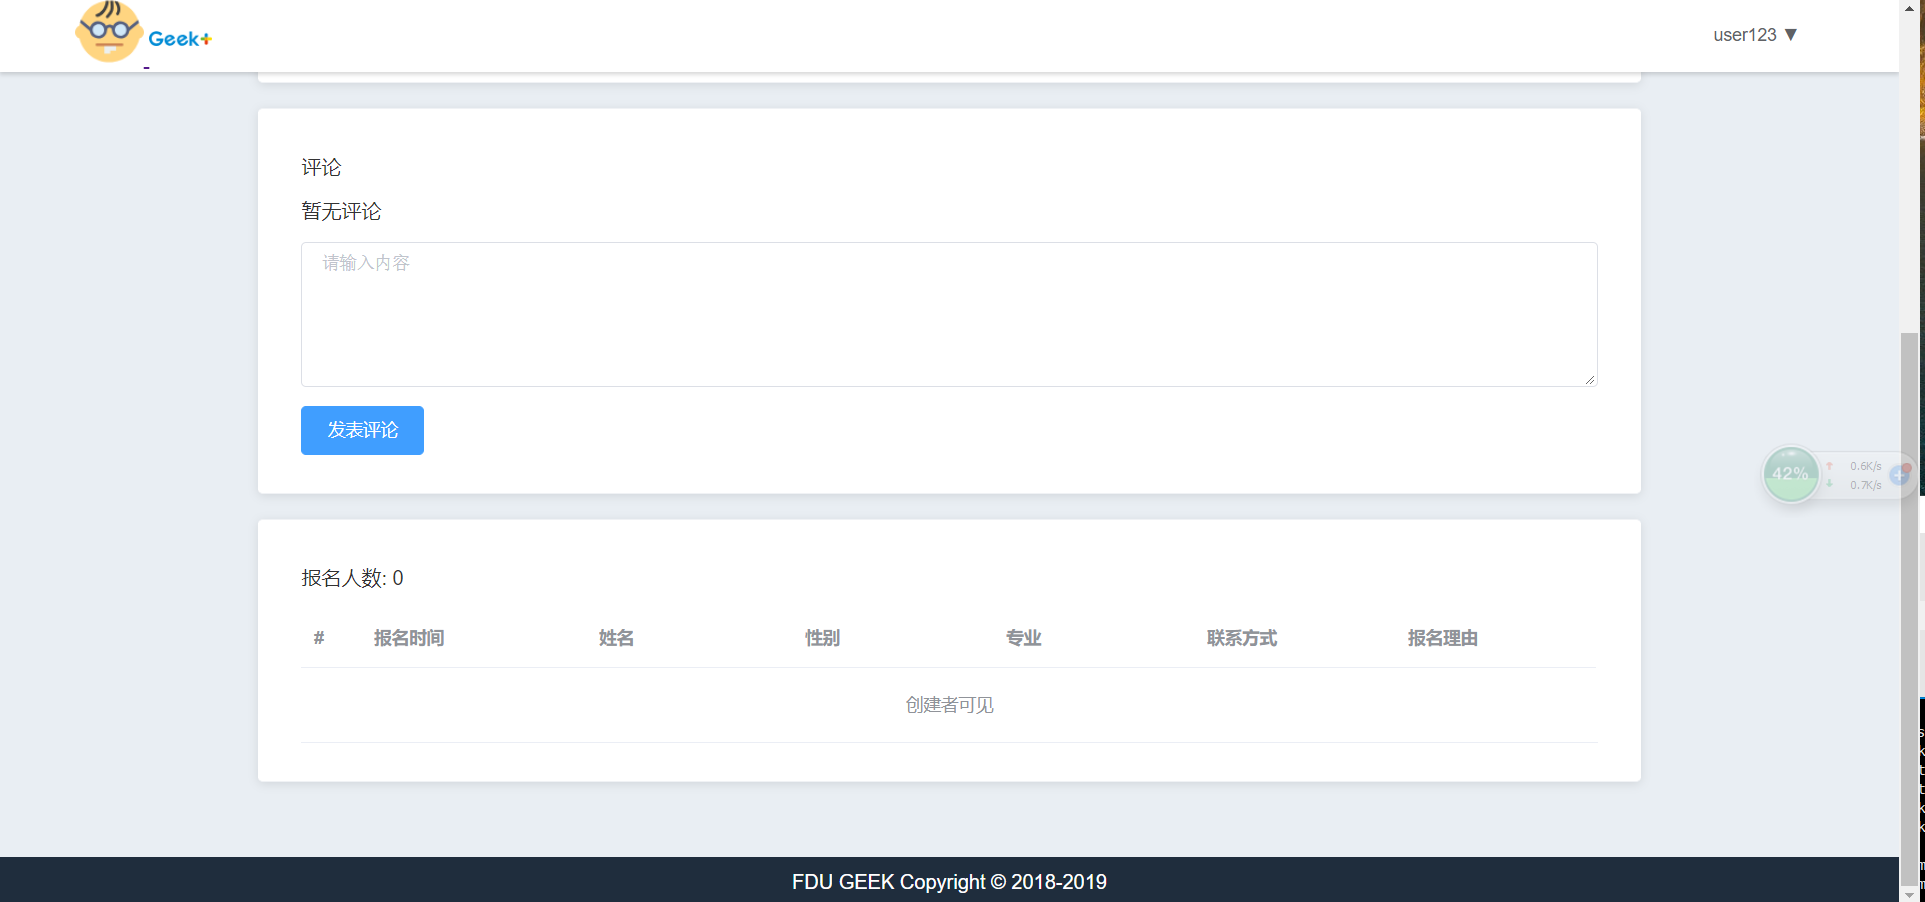 Geek+
user123 ▼
评论
暂无评论
请输入内容
发表评论
42%
0.6K/s
0.7K/s
报名人数: 0
# 报名时间 姓名 性别 专业 联系方式 报名理由
创建者可见
FDU GEEK Copyright © 2018-2019